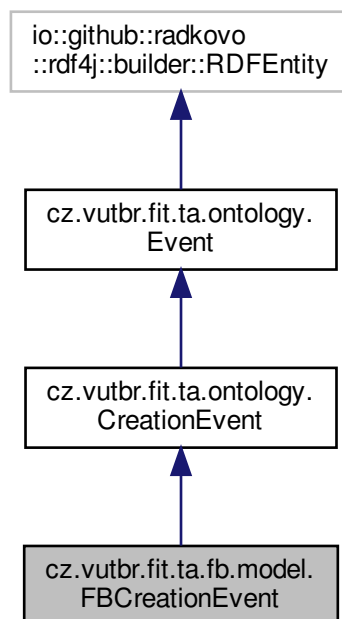 io::github::radkovo
::rdf4j::builder::RDFEntity
cz.vutbr.fit.ta.ontology.
Event
cz.vutbr.fit.ta.ontology.
CreationEvent
cz.vutbr.fit.ta.fb.model.
FBCreationEvent